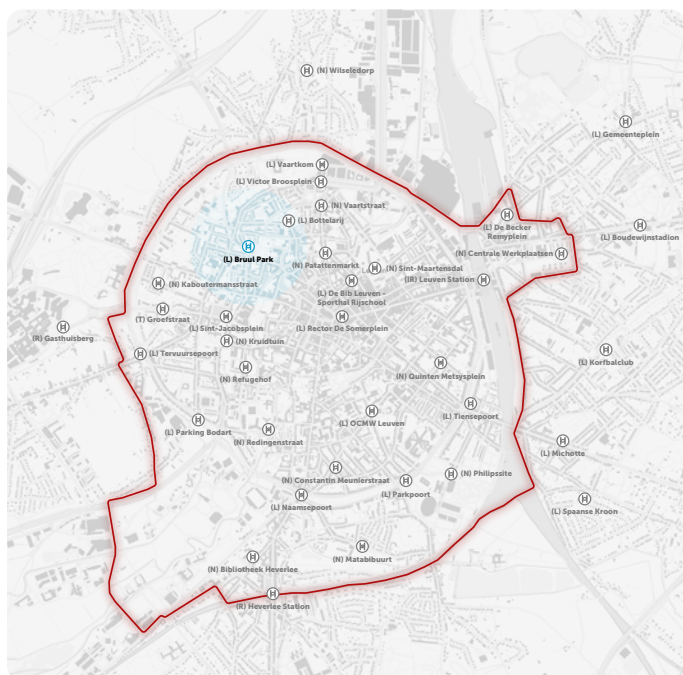 (N) Wilseledorp
(L) Gemeenteplein
(L) Vaartkom
(L) Victor Broosplein
(N) Vaartstraat
(L) Bottelarij
(L) De Becker
Remyplein
(L) Boudewijnstadion
(L) Bruul Park
(N) Palattenmarkt
(N) Centrale Werkplaatsen
(N) Sint-Maartensdal
(IR) Leuven Station
(N) Kaboutermansstraat
(L) De Bib Leuven -
Sporthal Rijschool
(T) Groefstraat
(L) Sint-Jacobsplein
(L) Rector De Somerplein
(R) Gasthuisberg
(N) Kruidtuin
(L) Tervuursepoort
(L) Korfbalclub
(N) Refugehof
(N) Quinten Metsysplein
(L) Parking Bodart
(L) OCMW Leuven
(L) Tiensepoort
(N) Redingenstraat
(L) Michotte
(N) Constantin Meunierstraat
(N) Philipssite
(L) Parkpoort
(L) Naamsepoort
(L) Spaanse Kroon
(N) Matabibuurt
(N) Bibliotheek Heverlee
(R) Heverlee Station